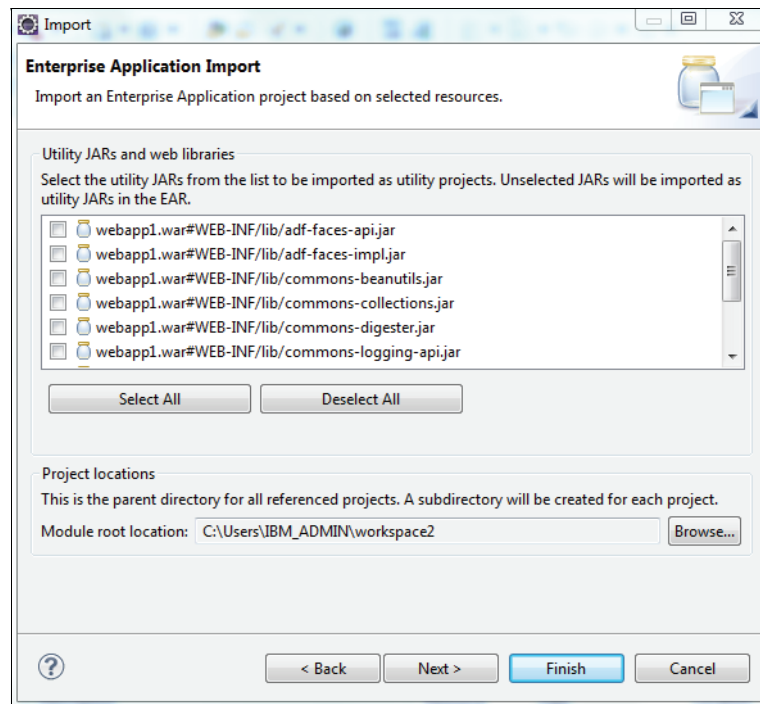 Import
Enterprise Application Import
Import an Enterprise Application project based on selected resources.
Utility JARs and web libraries
Select the utility JARs from the list to be imported as utility projects. Unselected JARs will be imported as
utility JARs in the EAR.
webapp1.war#WEB-INF/lib/adf-faces-api.jar
webapp1.war#WEB-INF/lib/adf-faces-impl.jar
webapp1.war#WEB-INF/lib/commons-beanutils.jar
webapp1.war#WEB-INF/lib/commons-collections.jar
webapp1.war#WEB-INF/lib/commons-digester.jar
webapp1.war#WEB-INF/lib/commons-logging-api.jar
Select All Deselect All
Project locations
This is the parent directory for all referenced projects. A subdirectory will be created for each project.
Module root location: C:\Users\IBM_ADMIN\workspace2 Browse...
? < Back Next > Finish Cancel